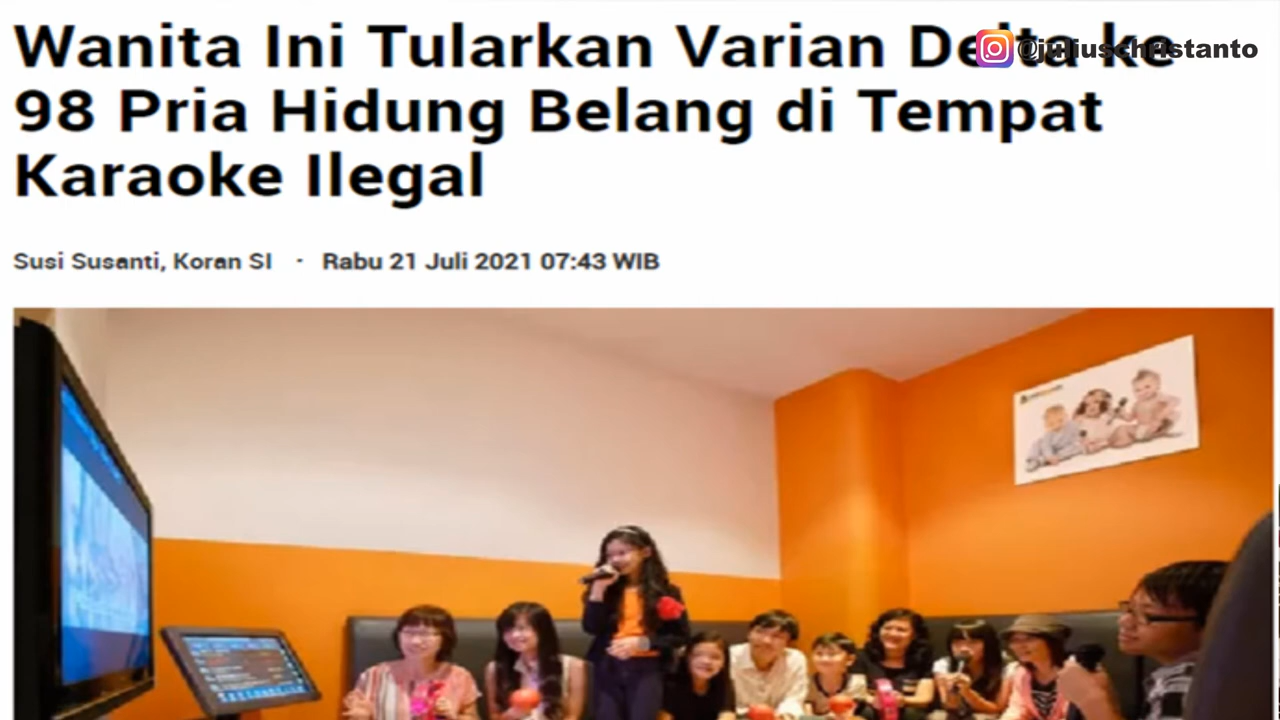 Wanita Ini Tularkan Varian Delta ke
@juliuschristanto
98 Pria Hidung Belang di Tempat
Karaoke Ilegal
Susi Susanti, Koran SI · Rabu 21 Juli 2021 07:43 WIB